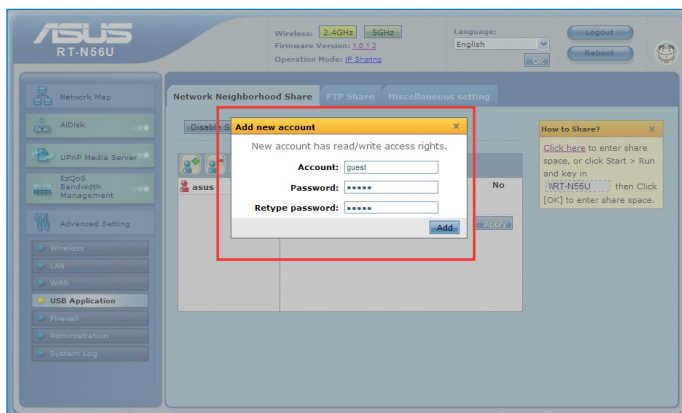 ASUS
RT-N56U
Wireless: 2.4GHz 5GHz
Firmware Version: 1.0.1.2
Operation Mode: IP Sharing
Language:
English
OK
Logout
Reboot
Network Map
AiDisk
UPnP Media Server
EzQoS
Bandwidth
Management
Advanced Setting
Wireless
LAN
WAN
USB Application
Firewall
Administration
System Log
Network Neighborhood Share FTP Share Miscellaneous setting
Disable S
asus
No
Apply
Add new account ×
New account has read/write access rights.
Account: guest
Password: •••••
Retype password: •••••
Add
How to Share? ×
Click here to enter share
space, or click Start > Run
and key in
\\RT-N56U then Click
[OK] to enter share space.